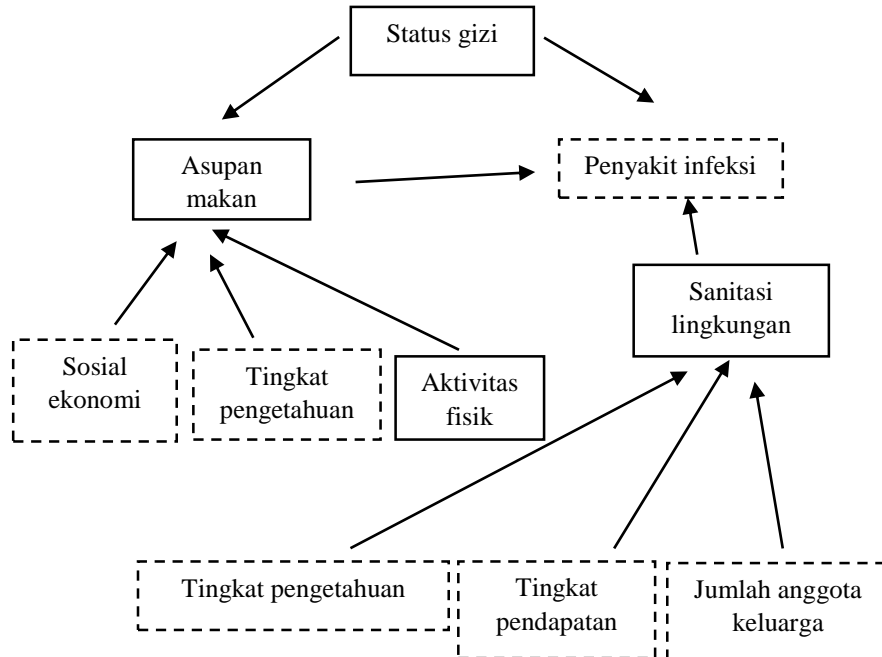 Status gizi
Asupan
makan
Penyakit infeksi
Sanitasi
lingkungan
Sosial
ekonomi
Tingkat
pengetahuan
Aktivitas
fisik
Tingkat pengetahuan
Tingkat
pendapatan
Jumlah anggota
keluarga